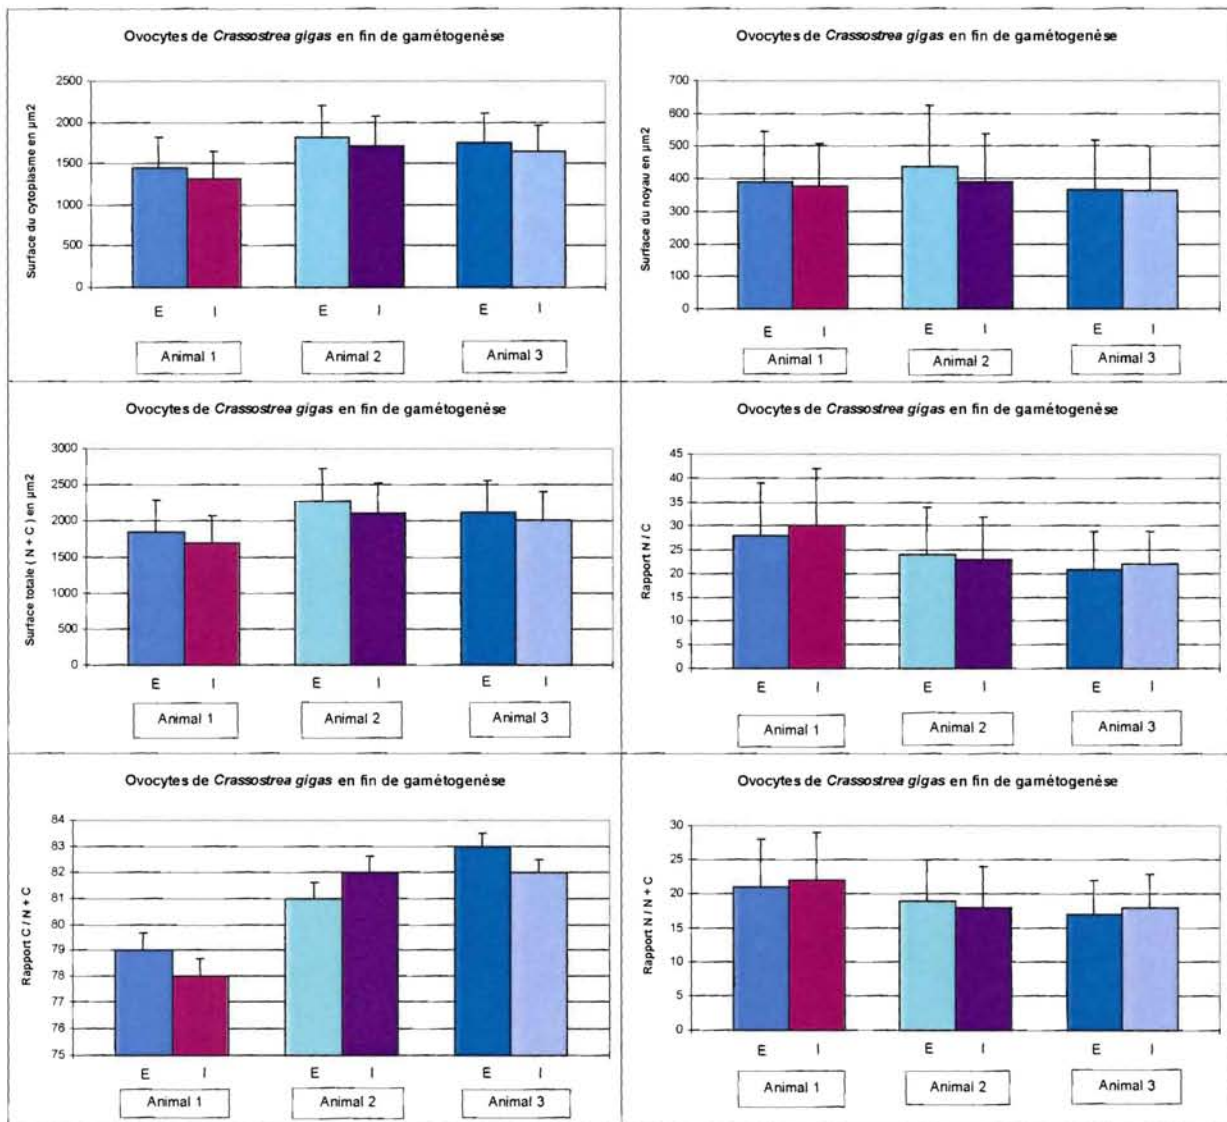 Ovocytes de Crassostrea gigas en fin de gamétogenèse
Surface du cytoplasme en µm2
2500
2000
1500
1000
500
0
E I E I E I
Animal 1 Animal 2 Animal 3
Ovocytes de Crassostrea gigas en fin de gamétogenèse
Surface du noyau en µm2
700
600
500
400
300
200
100
0
E I E I E I
Animal 1 Animal 2 Animal 3
Ovocytes de Crassostrea gigas en fin de gamétogenèse
Surface totale ( N + C ) en µm2
3000
2500
2000
1500
1000
500
0
E I E I E I
Animal 1 Animal 2 Animal 3
Ovocytes de Crassostrea gigas en fin de gamétogenèse
Rapport N / C
45
40
35
30
25
20
15
10
5
0
E I E I E I
Animal 1 Animal 2 Animal 3
Ovocytes de Crassostrea gigas en fin de gamétogenèse
Rapport C / N + C
84
83
82
81
80
79
78
77
76
75
E I E I E I
Animal 1 Animal 2 Animal 3
Ovocytes de Crassostrea gigas en fin de gamétogenèse
Rapport N / N + C
30
25
20
15
10
5
0
E I E I E I
Animal 1 Animal 2 Animal 3